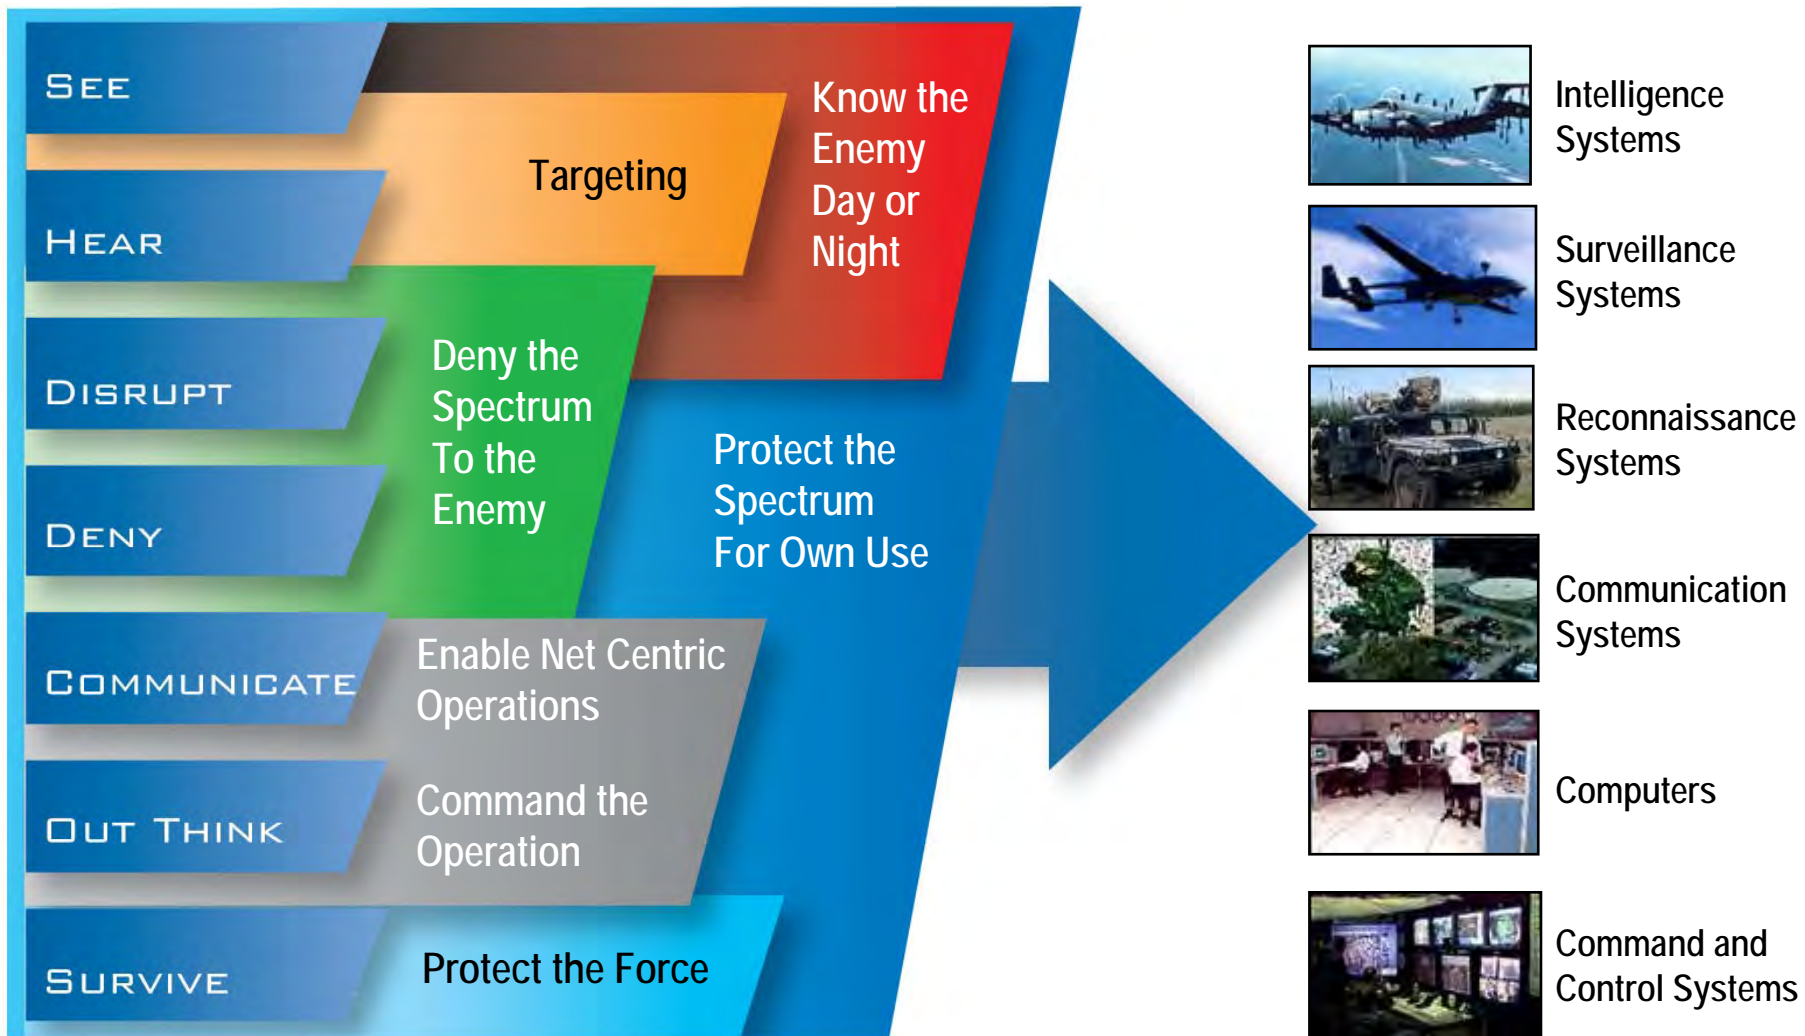 SEE
HEAR
DISRUPT
DENY
COMMUNICATE
OUT THINK
SURVIVE
Targeting
Know the
Enemy
Day or
Night
Deny the
Spectrum
To the
Enemy
Protect the
Spectrum
For Own Use
Enable Net Centric
Operations
Command the
Operation
Protect the Force
Intelligence
Systems
Surveillance
Systems
Reconnaissance
Systems
Communication
Systems
Computers
Command and
Control Systems